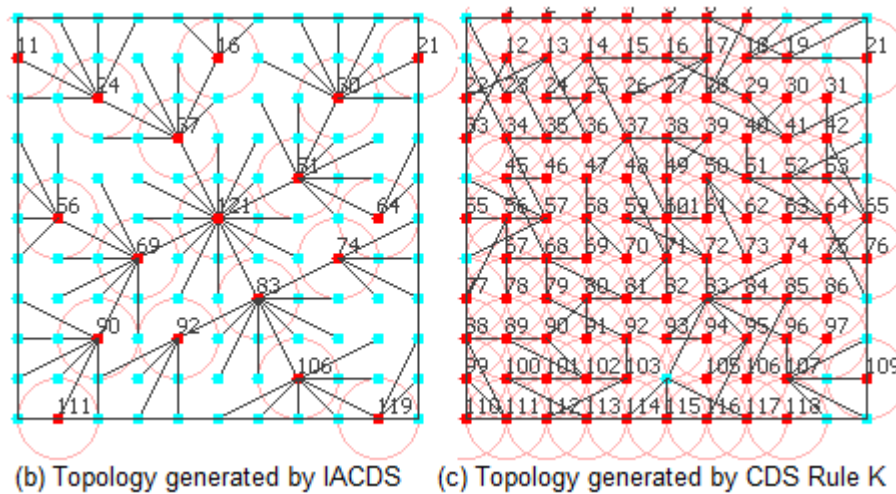 11 16 21 12 13 14 15 16 17 18 19 21
24 30 23 24 25 26 27 28 29 30 31
37 33 34 35 36 37 38 39 40 41 42
51 45 46 47 48 49 50 51 52 53
56 121 64 55 56 57 58 59 61 62 63 64 65
69 74 67 68 69 70 71 72 73 74 75 76
83 77 78 79 80 81 82 83 84 85 86
90 92 88 89 90 91 92 93 94 95 96 97
106 99 100 101 102 103 105 106 107 109
111 119 110 111 112 113 114 115 116 117 118
(b) Topology generated by IACDS (c) Topology generated by CDS Rule K